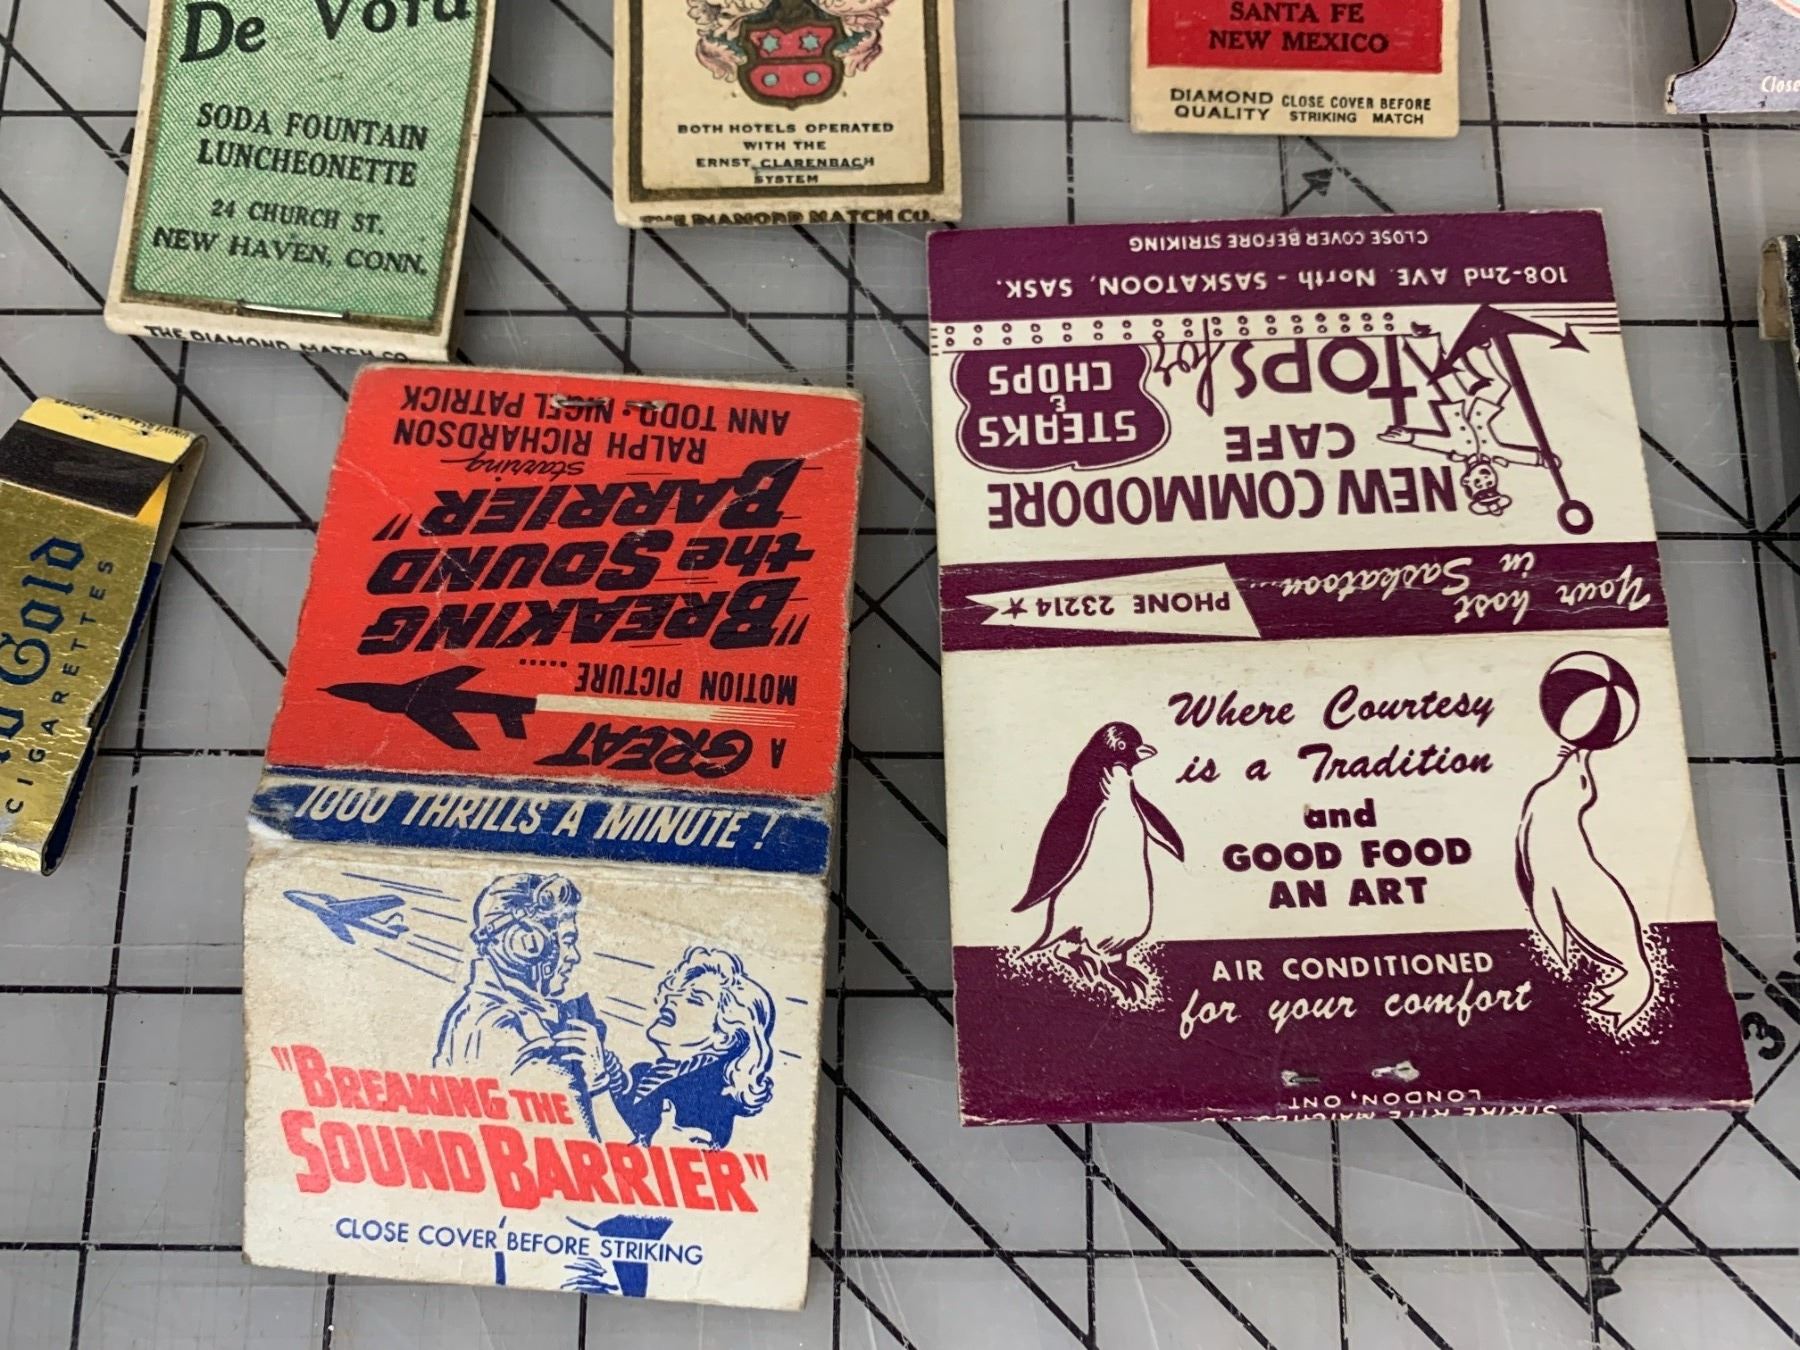 De Vord
SODA FOUNTAIN
LUNCHEONETTE
24 CHURCH ST.
NEW HAVEN, CONN.
THE DIAMOND MATCH CO.
BOTH HOTELS OPERATED
WITH THE
ERNST CLARENBACH
SYSTEM
THE DIAMOND MATCH CO.
SANTA FE
NEW MEXICO
DIAMOND QUALITY
CLOSE COVER BEFORE
STRIKING MATCH
Close
Gold
CIGARETTES
A GREAT
MOTION PICTURE.....
"BREAKING
the SOUND
BARRIER"
starring
RALPH RICHARDSON
ANN TODD • NIGEL PATRICK
1000 THRILLS A MINUTE!
"BREAKING THE
SOUND BARRIER"
CLOSE COVER BEFORE STRIKING
Your host
in Saskatoon....
PHONE 23214 ★
NEW COMMODORE
CAFE
TOPS for
STEAKS
&
CHOPS
108-2nd AVE. North - SASKATOON, SASK.
CLOSE COVER BEFORE STRIKING
Where Courtesy
is a Tradition
and
GOOD FOOD
AN ART
AIR CONDITIONED
for your comfort
LONDON, ONT
3